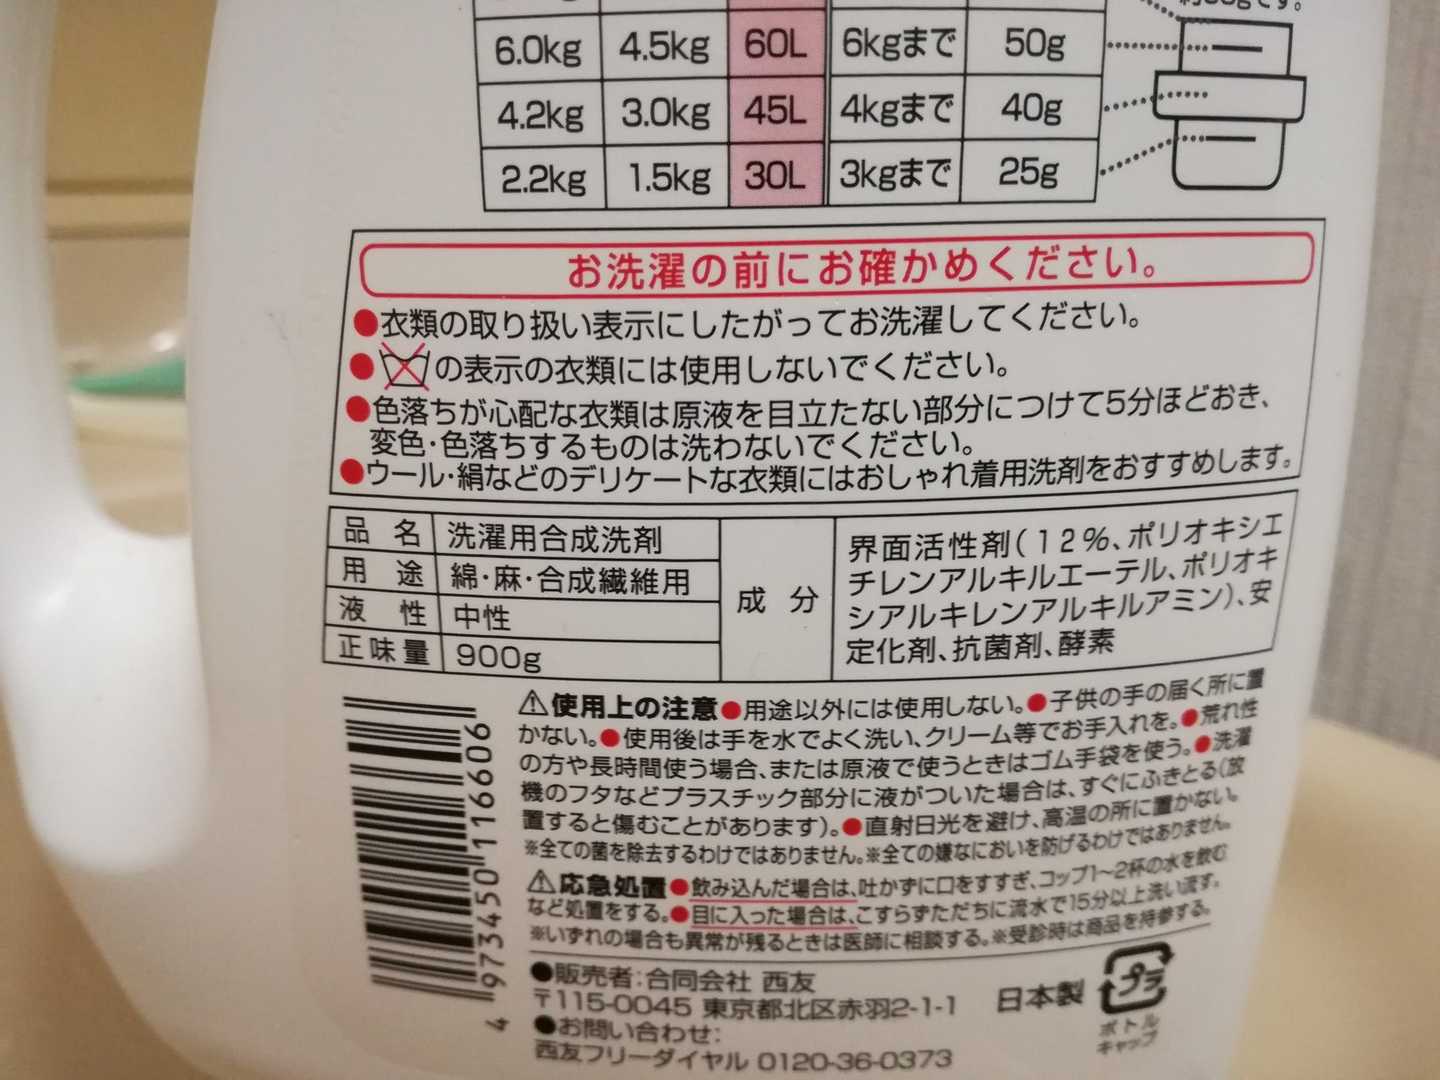 6.0kg 4.5kg 60L 6kgまで 50g
4.2kg 3.0kg 45L 4kgまで 40g
2.2kg 1.5kg 30L 3kgまで 25g
お洗濯の前にお確かめください。
●衣類の取り扱い表示にしたがってお洗濯してください。
●の表示の衣類には使用しないでください。
●色落ちが心配な衣類は原液を目立たない部分につけて5分ほどおき、
変色・色落ちするものは洗わないでください。
●ウール・絹などのデリケートな衣類にはおしゃれ着用洗剤をおすすめします。
品名 洗濯用合成洗剤
用途 綿・麻・合成繊維用
液性 中性
正味量 900g
成分
界面活性剤(12%、ポリオキシエ
チレンアルキルエーテル、ポリオキ
シアルキレンアルキルアミン)、安
定化剤、抗菌剤、酵素
⚠使用上の注意●用途以外には使用しない。●子供の手の届く所に置
かない。●使用後は手を水でよく洗い、クリーム等でお手入れを。●荒れ性
の方や長時間使う場合、または原液で使うときはゴム手袋を使う。●洗濯
機のフタなどプラスチック部分に液がついた場合は、すぐにふきとる(放
置すると傷むことがあります)。●直射日光を避け、高温の所に置かない。
※全ての菌を除去するわけではありません。※全ての嫌なにおいを防げるわけではありません。
⚠応急処置●飲み込んだ場合は、吐かずに口をすすぎ、コップ1〜2杯の水を飲む
など処置をする。●目に入った場合は、こすらずただちに流水で15分以上洗い流す。
※いずれの場合も異常が残るときは医師に相談する。※受診時は商品を持参する。
4 973450 116606
●販売者:合同会社 西友
〒115-0045 東京都北区赤羽2-1-1
●お問い合わせ:
西友フリーダイヤル 0120-36-0373
日本製
プラ
ボトル
キャップ